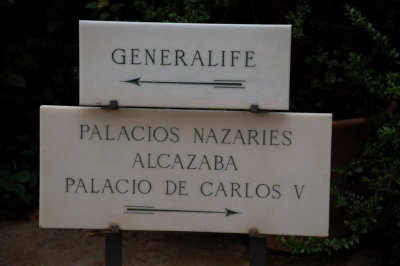 GENERALIFE
PALACIOS NAZARIES
ALCAZABA
PALACIO DE CARLOS V